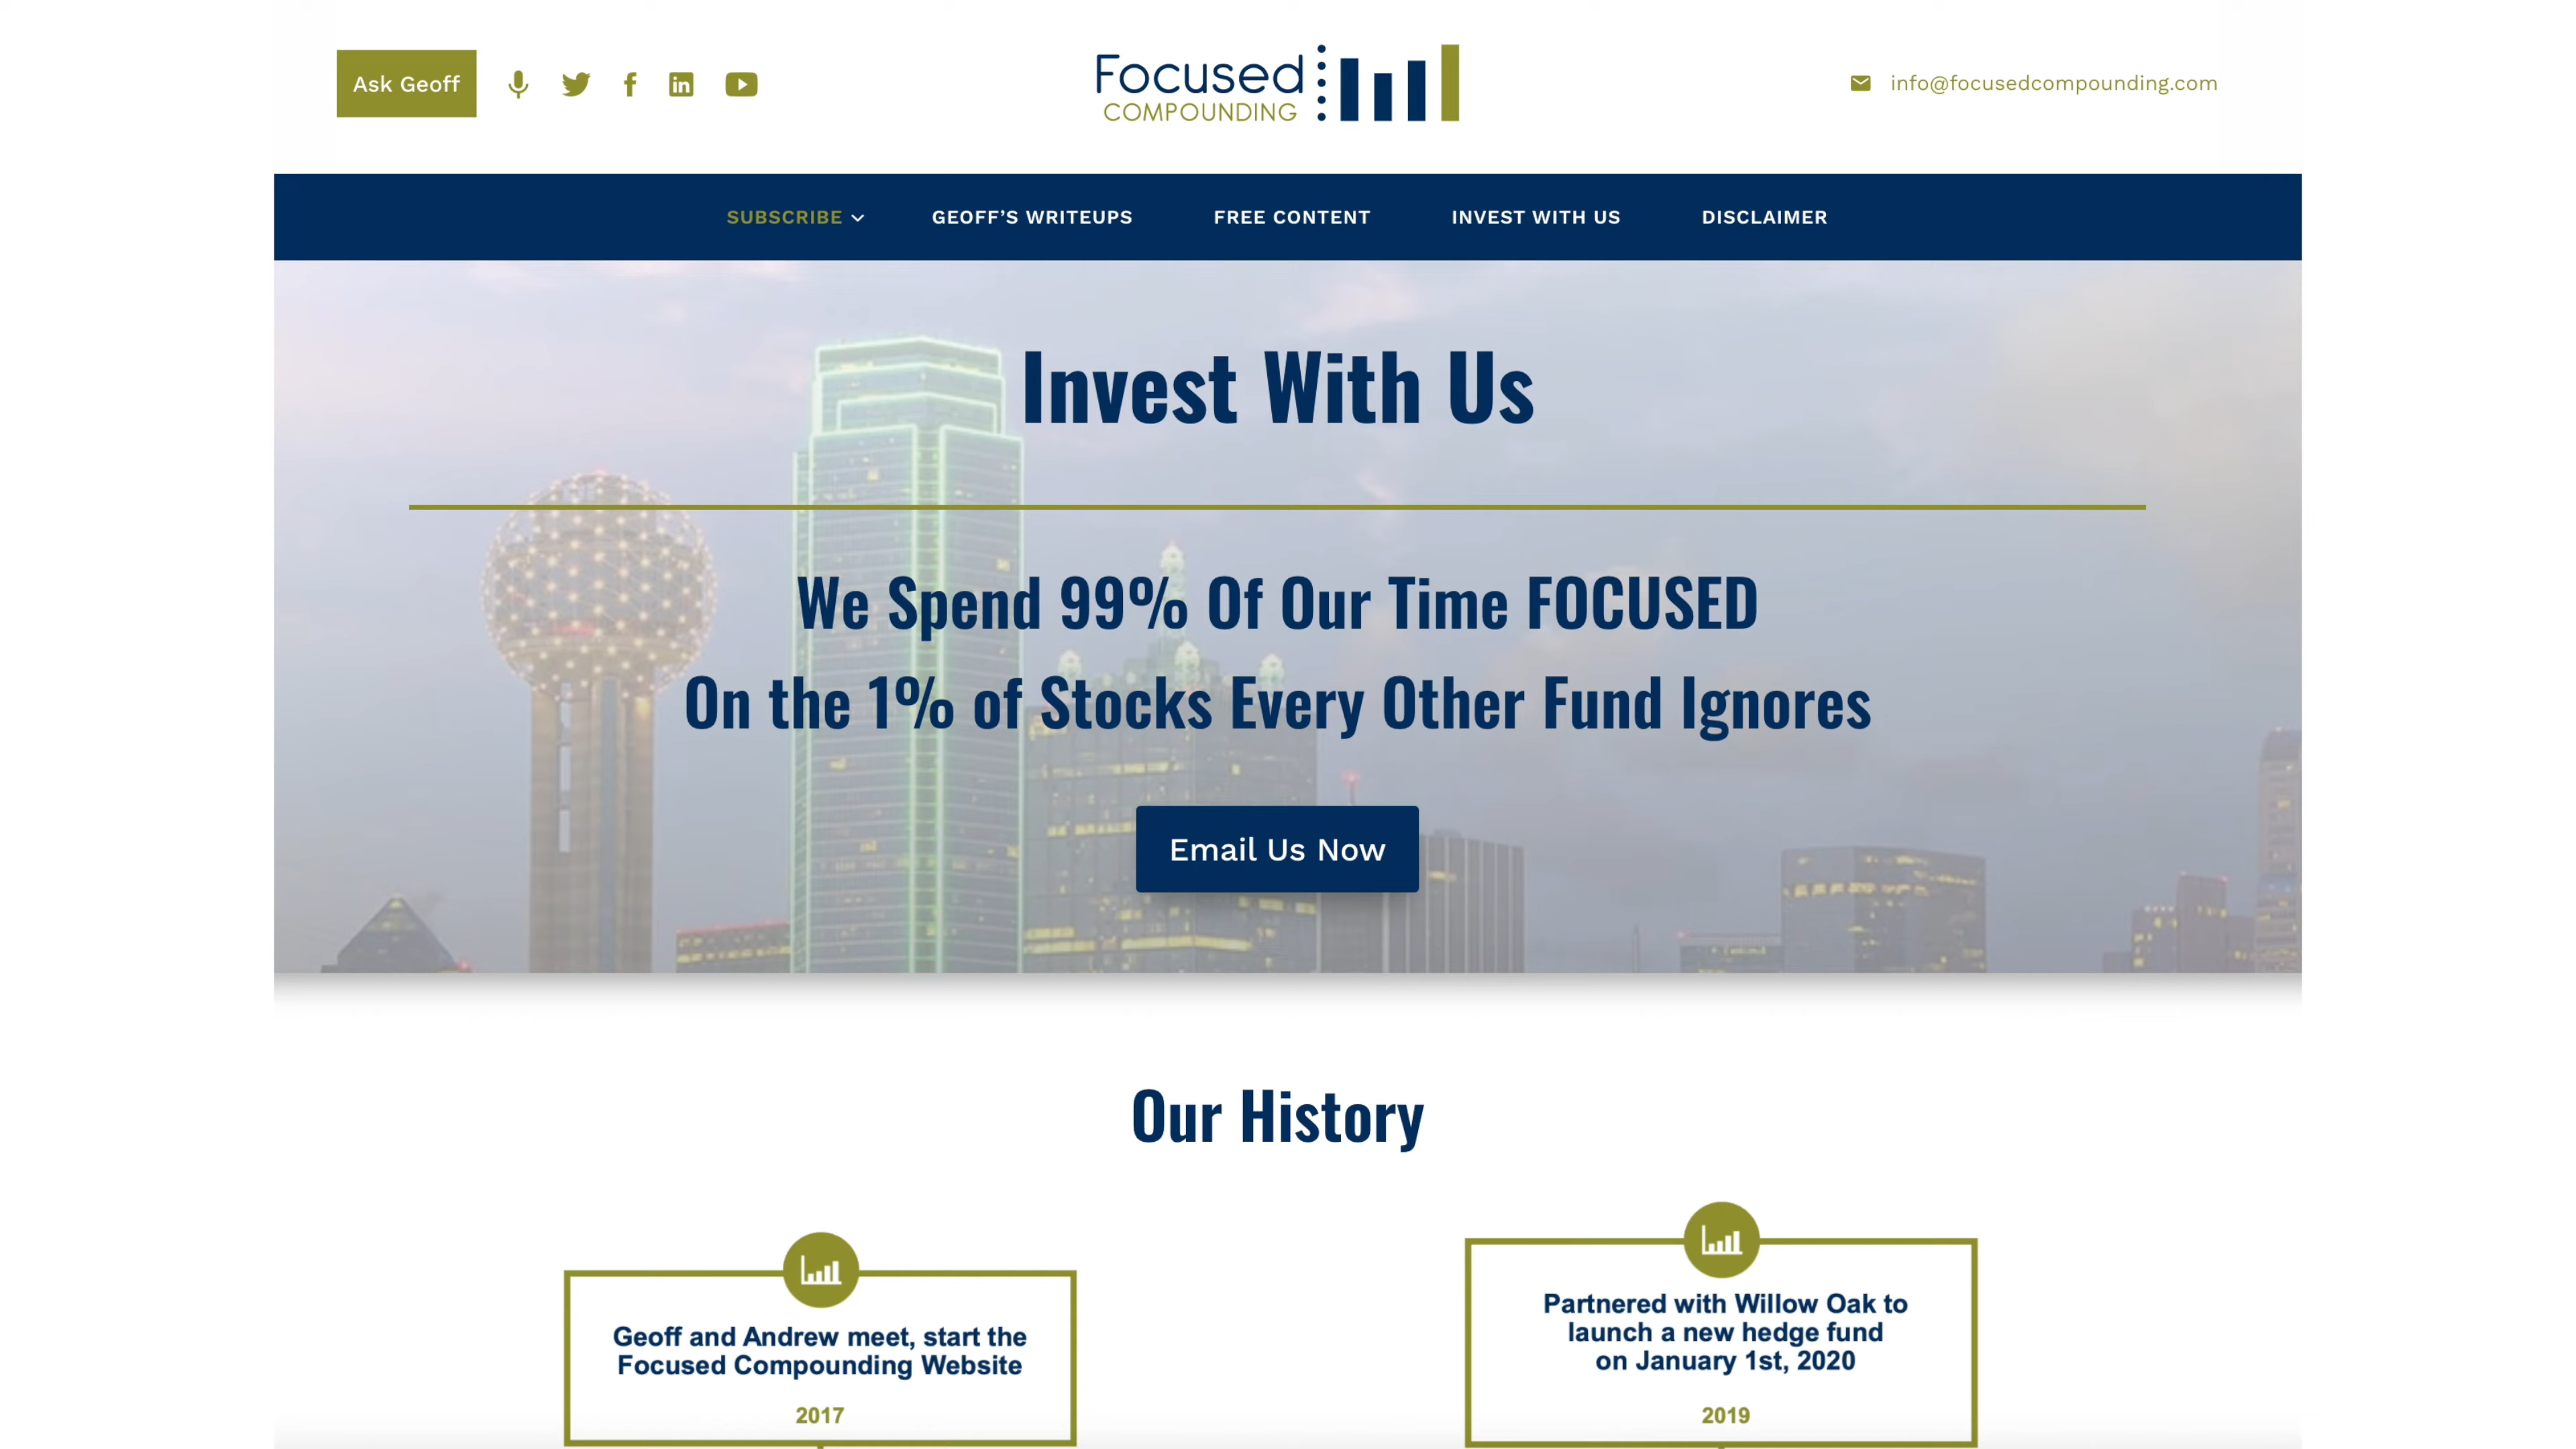 Ask Geoff
Focused
COMPOUNDING
info@focusedcompounding.com
SUBSCRIBE
GEOFF’S WRITEUPS
FREE CONTENT
INVEST WITH US
DISCLAIMER
Invest With Us
We Spend 99% Of Our Time FOCUSED
On the 1% of Stocks Every Other Fund Ignores
Email Us Now
Our History
Geoff and Andrew meet, start the
Focused Compounding Website
2017
Partnered with Willow Oak to
launch a new hedge fund
on January 1st, 2020
2019